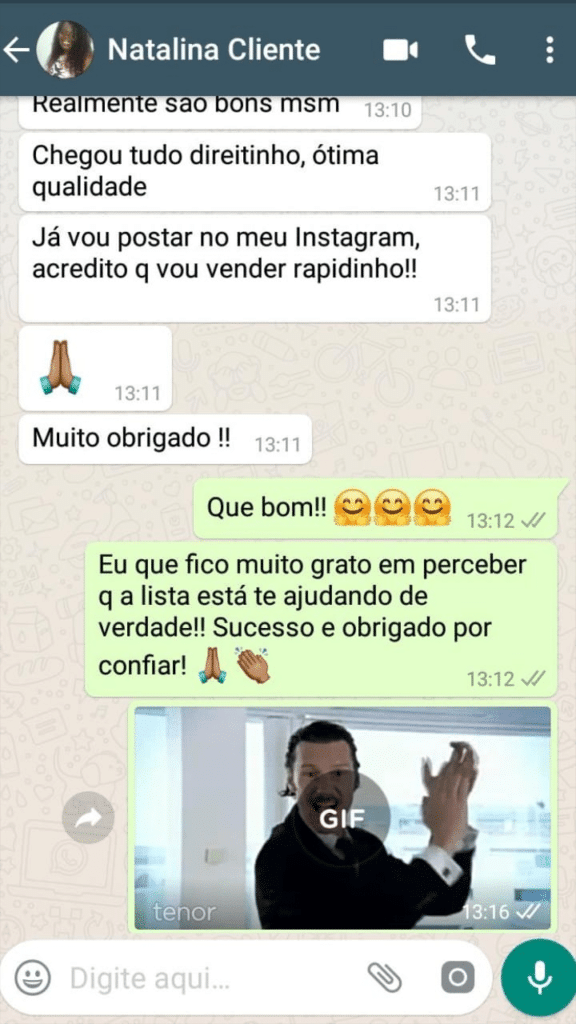 Natalina Cliente
Realmente são bons msm 13:10
Chegou tudo direitinho, ótima
qualidade 13:11
Já vou postar no meu Instagram,
acredito q vou vender rapidinho!!
13:11
🙏🏾 13:11
Muito obrigado !! 13:11
Que bom!! 🤗🤗🤗 13:12
Eu que fico muito grato em perceber
q a lista está te ajudando de
verdade!! Sucesso e obrigado por
confiar! 🙏🏾👏🏾 13:12
GIF
tenor 13:16
Digite aqui...